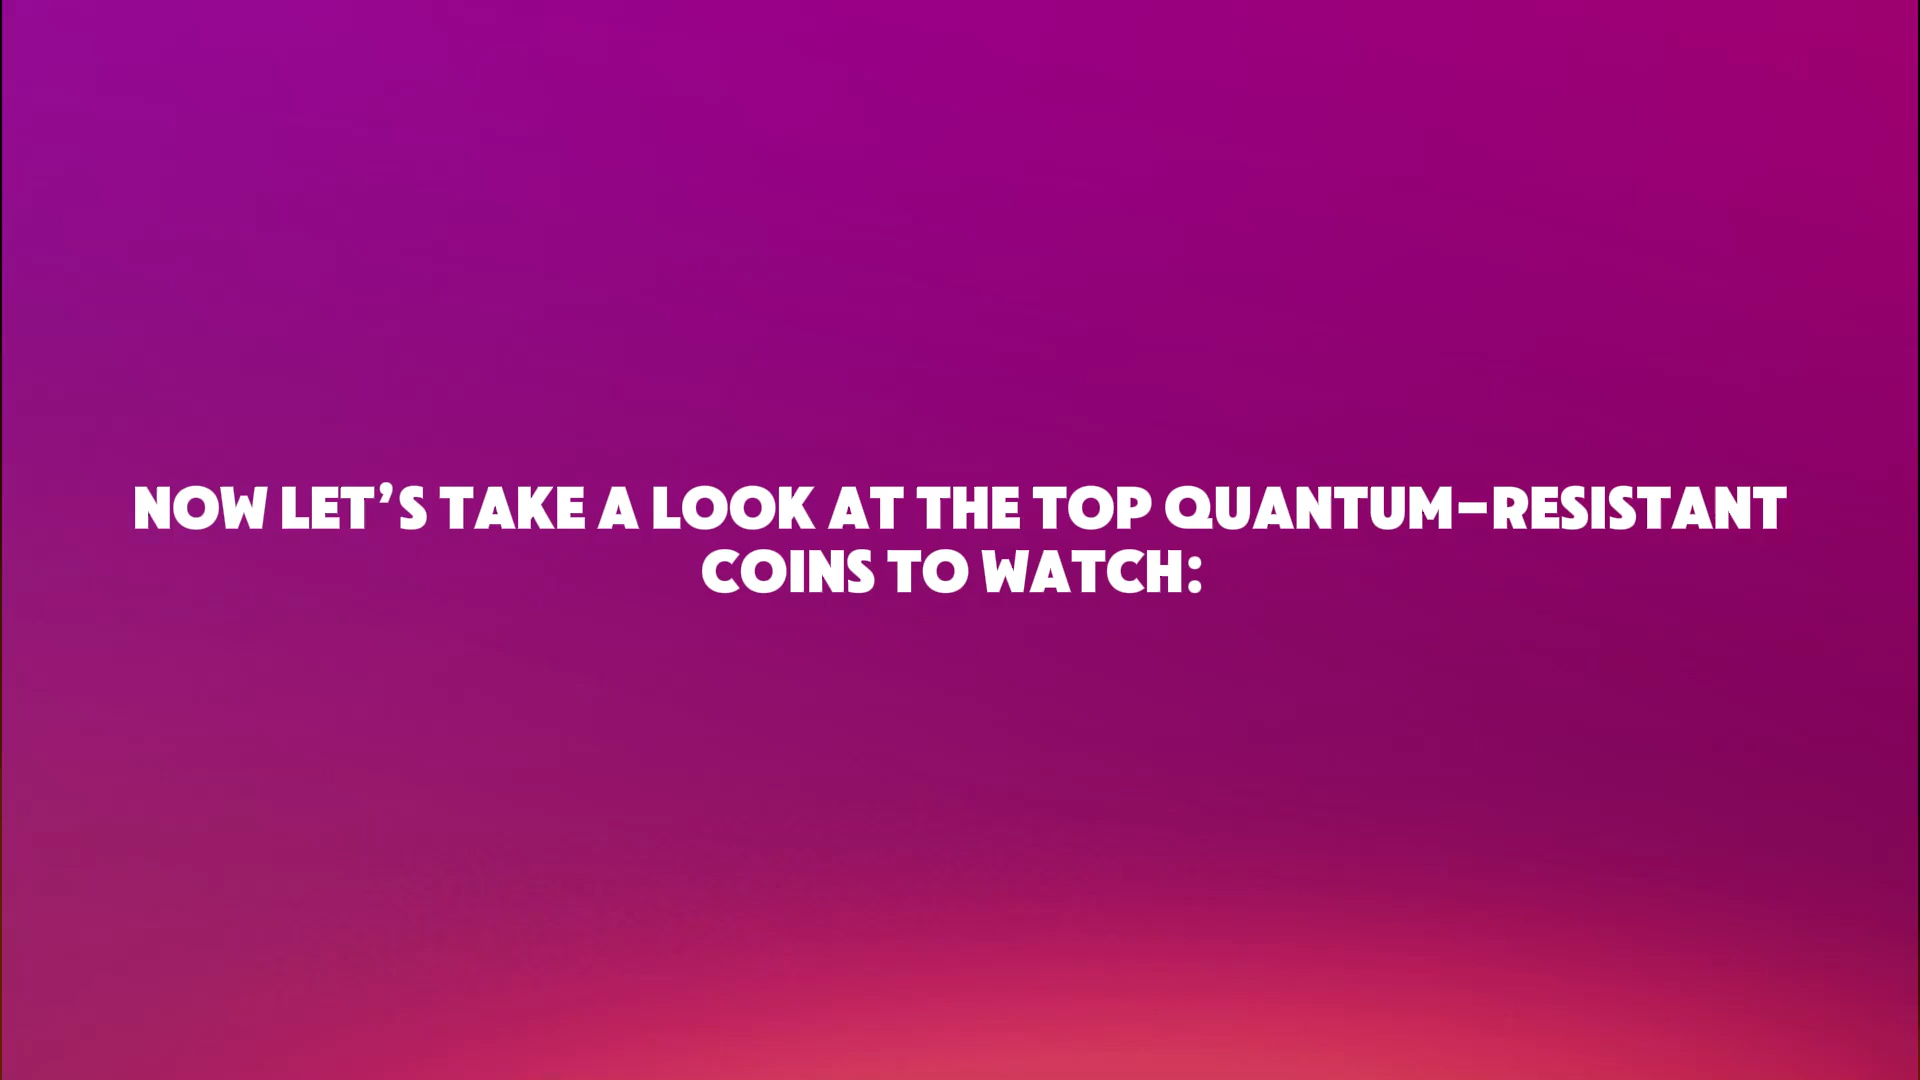 NOW LET'S TAKE A LOOK AT THE TOP QUANTUM-RESISTANT
COINS TO WATCH: